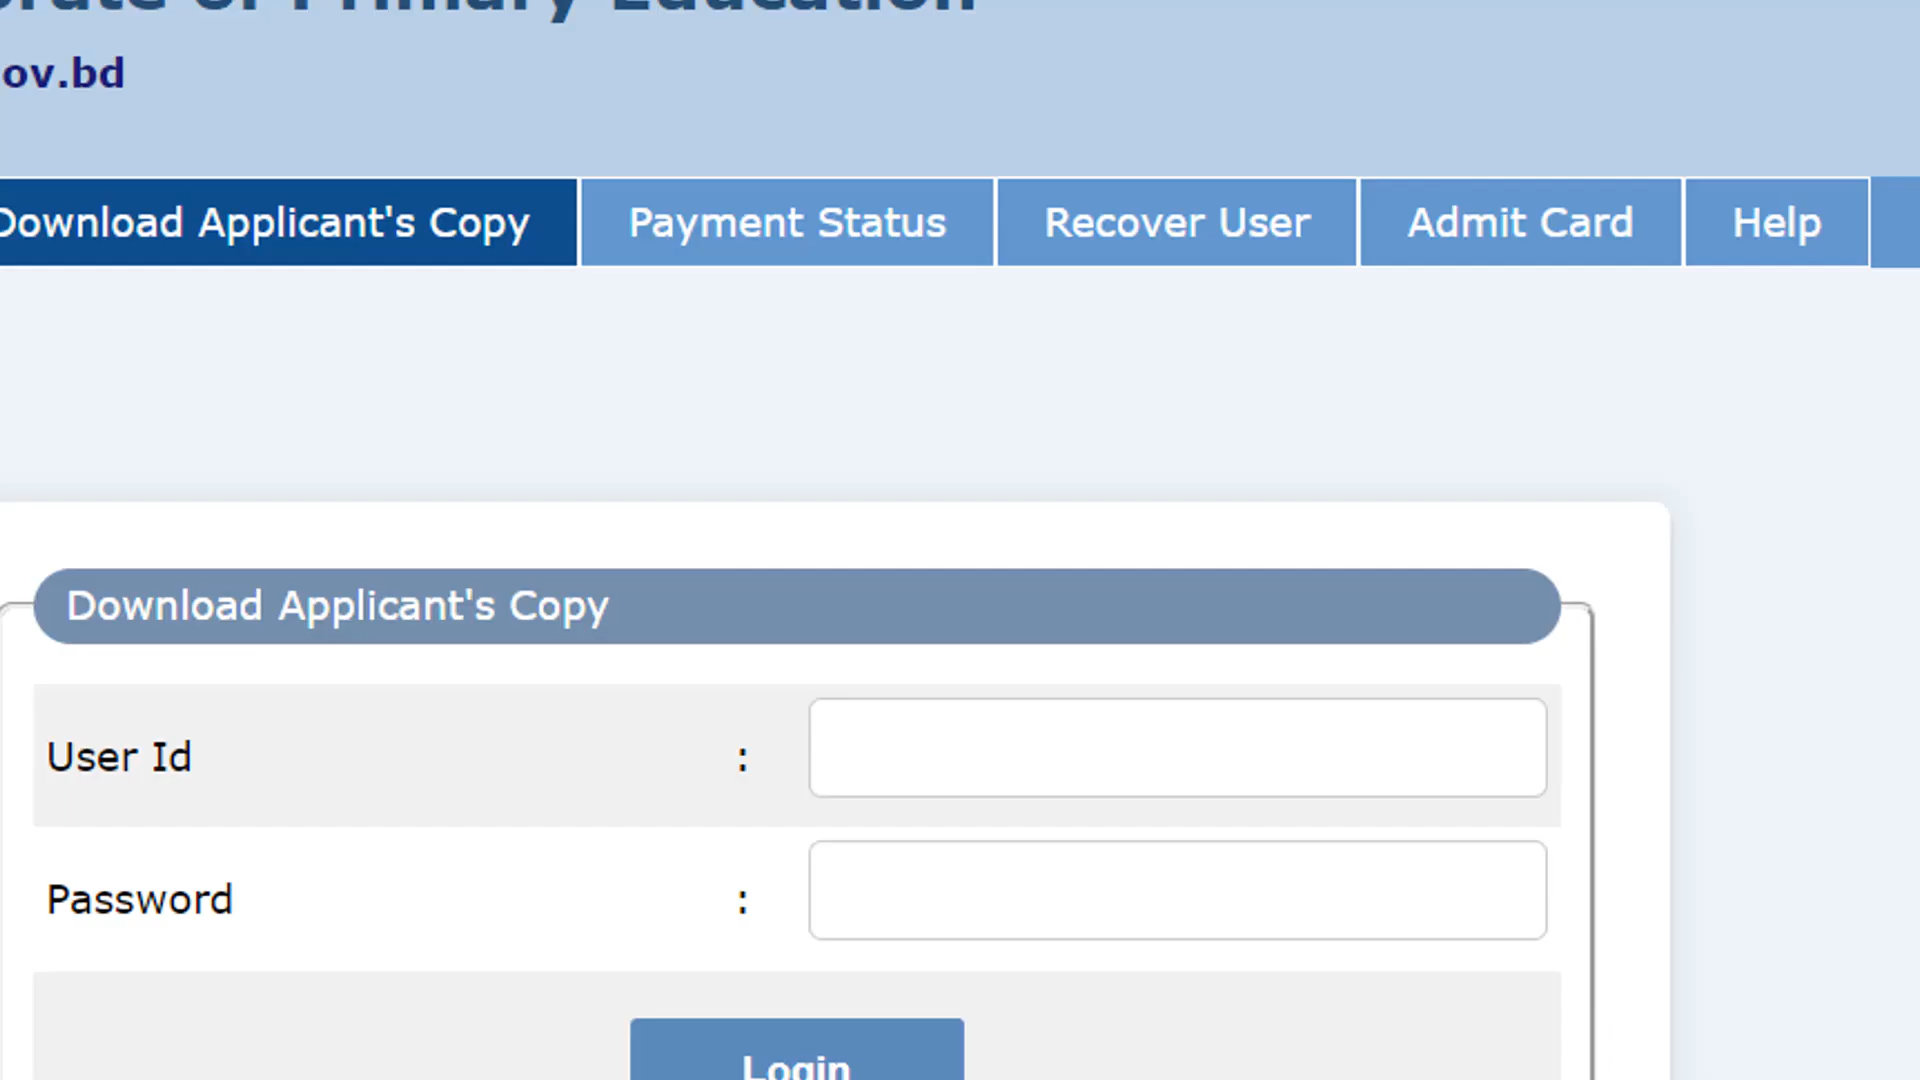 of Primary Education
ov.bd
Download Applicant's Copy
Payment Status
Recover User
Admit Card
Help
Download Applicant's Copy
User Id :
Password :
Login